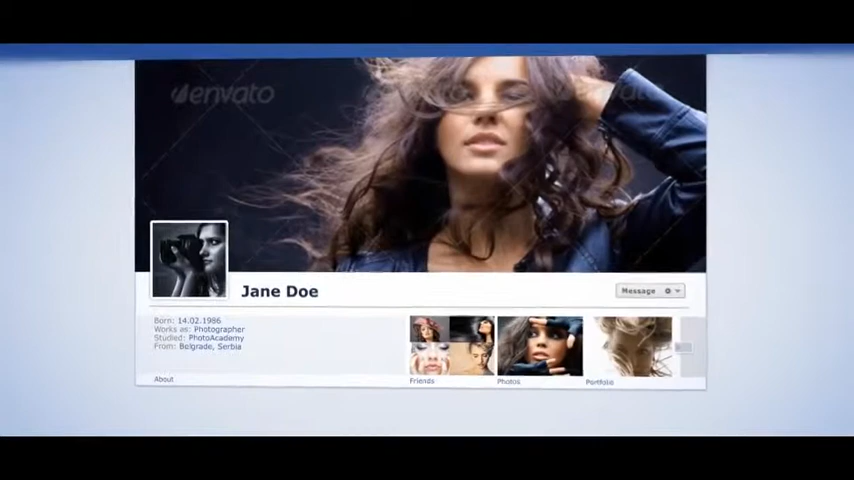 envato
Jane Doe
Message
Born: 14.02.1986
Works as: Photographer
Studied: PhotoAcademy
From: Belgrade, Serbia
About
Friends
Photos
Portfolio